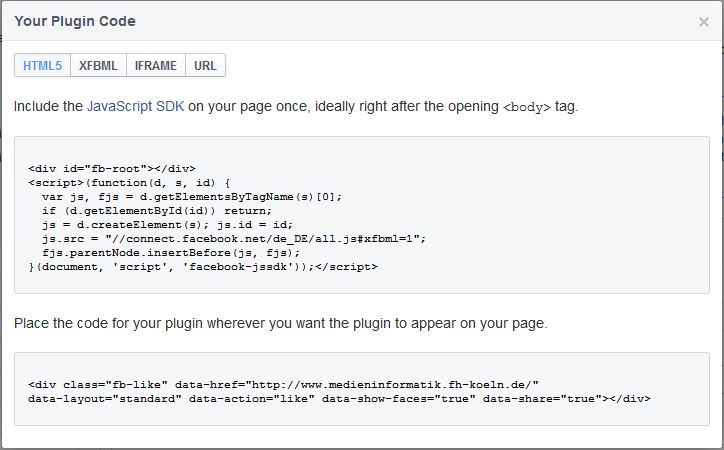 Your Plugin Code ×
HTML5 XFBML IFRAME URL
Include the JavaScript SDK on your page once, ideally right after the opening <body> tag.
<div id="fb-root"></div>
<script>(function(d, s, id) {
  var js, fjs = d.getElementsByTagName(s)[0];
  if (d.getElementById(id)) return;
  js = d.createElement(s); js.id = id;
  js.src = "//connect.facebook.net/de_DE/all.js#xfbml=1";
  fjs.parentNode.insertBefore(js, fjs);
}(document, 'script', 'facebook-jssdk'));</script>
Place the code for your plugin wherever you want the plugin to appear on your page.
<div class="fb-like" data-href="http://www.medieninformatik.fh-koeln.de/"
data-layout="standard" data-action="like" data-show-faces="true" data-share="true"></div>